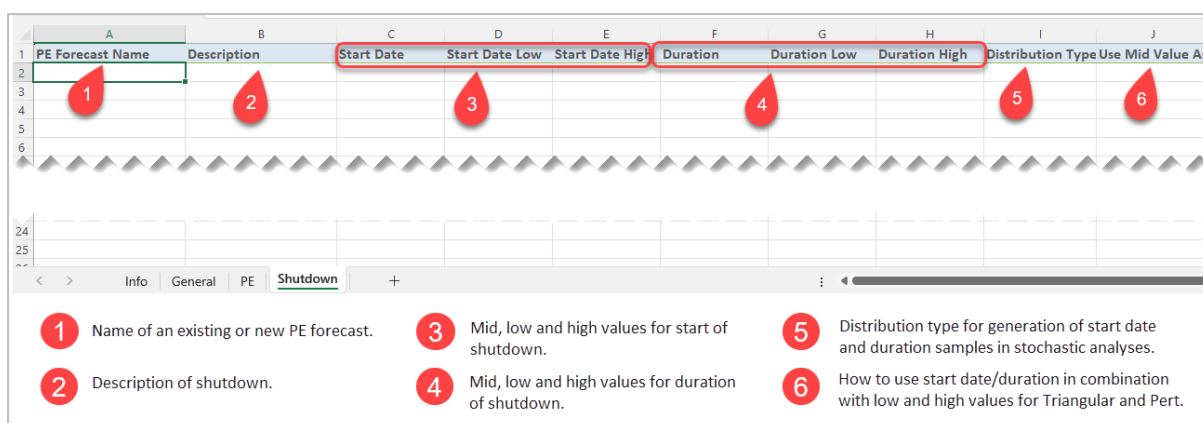 A B C D E F G H I J
1 PE Forecast Name Description Start Date Start Date Low Start Date High Duration Duration Low Duration High Distribution Type Use Mid Value A
2
3
4
5
6
1 2 3 4 5 6
24
25
Info General PE Shutdown +
1 Name of an existing or new PE forecast.
2 Description of shutdown.
3 Mid, low and high values for start of
shutdown.
4 Mid, low and high values for duration
of shutdown.
5 Distribution type for generation of start date
and duration samples in stochastic analyses.
6 How to use start date/duration in combination
with low and high values for Triangular and Pert.